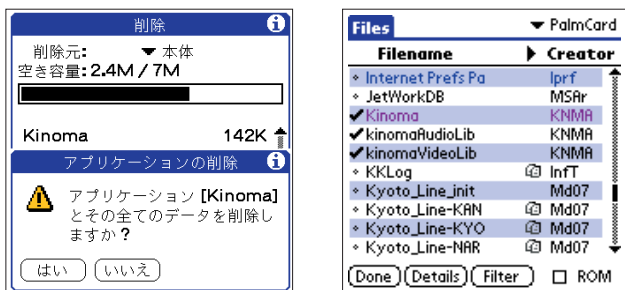 削除
削除元: 本体
空き容量: 2.4M / 7M
Kinoma 142K
アプリケーションの削除
アプリケーション [Kinoma]
とその全てのデータを削除し
ますか?
はい いいえ
Files PalmCard
Filename Creator
Internet Prefs Pa Iprf
JetWorkDB MSAr
Kinoma KNMA
kinomaAudioLib KNMA
kinomaVideoLib KNMA
KKLog InfT
Kyoto_Line_init Md07
Kyoto_Line-KAN Md07
Kyoto_Line-KYO Md07
Kyoto_Line-NAR Md07
Done Details Filter ROM